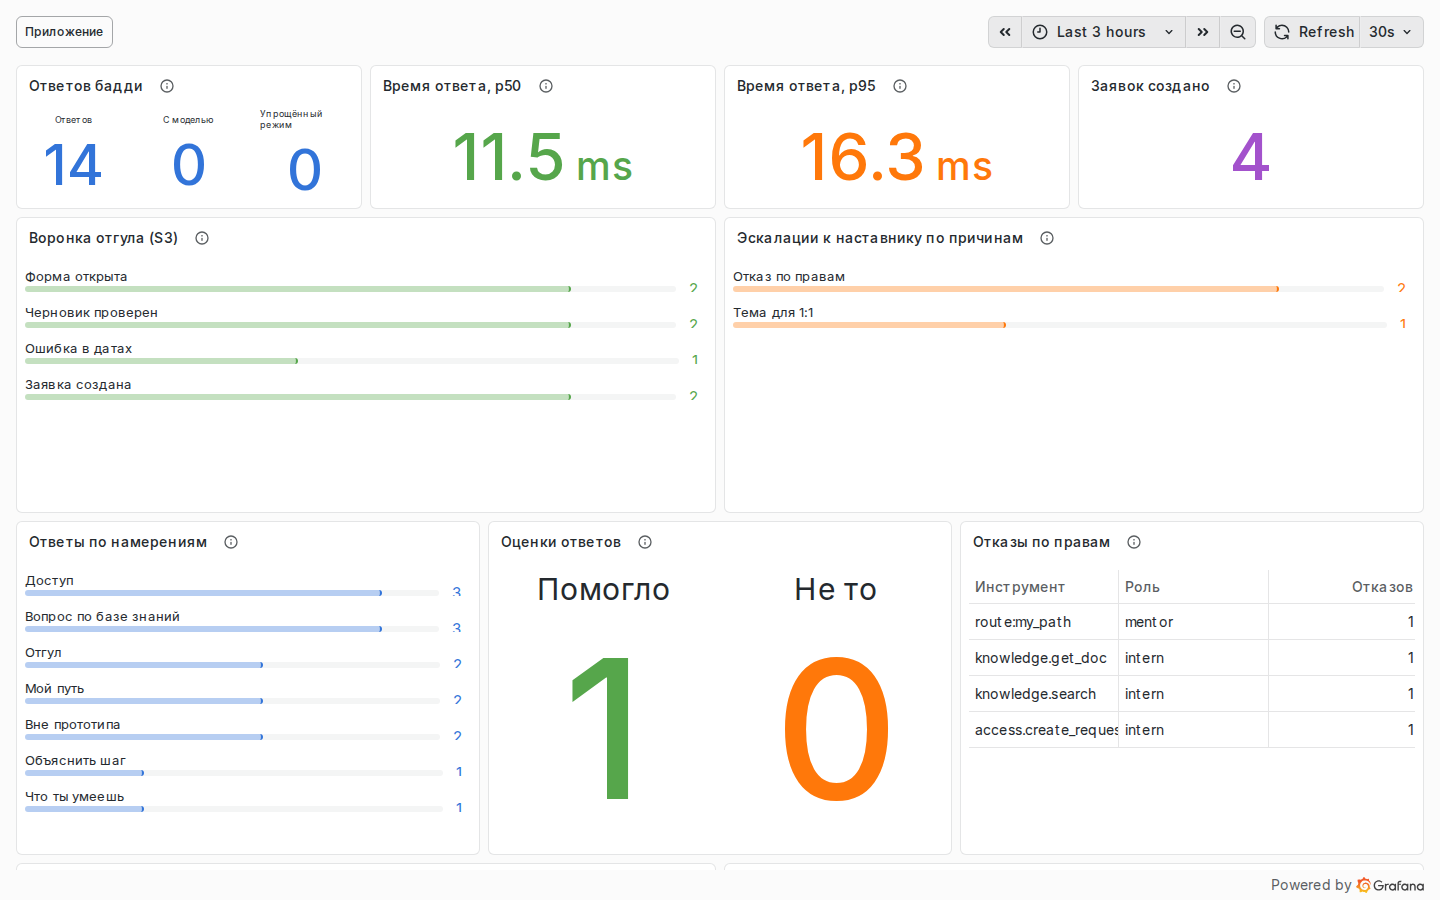 Приложение
Last 3 hours
Refresh
30s
Ответов бадди
Время ответа, p50
Время ответа, p95
Заявок создано
Ответов
С моделью
Упрощённый
режим
14
0
0
11.5 ms
16.3 ms
4
Воронка отгула (S3)
Форма открыта
2
Черновик проверен
2
Ошибка в датах
1
Заявка создана
2
Эскалации к наставнику по причинам
Отказ по правам
2
Тема для 1:1
1
Ответы по намерениям
Доступ
3
Вопрос по базе знаний
3
Отгул
2
Мой путь
2
Вне прототипа
2
Объяснить шаг
1
Что ты умеешь
1
Оценки ответов
Помогло
Не то
1
0
Отказы по правам
Инструмент Роль Отказов
route:my_path mentor 1
knowledge.get_doc intern 1
knowledge.search intern 1
access.create_reques intern 1
Powered by Grafana